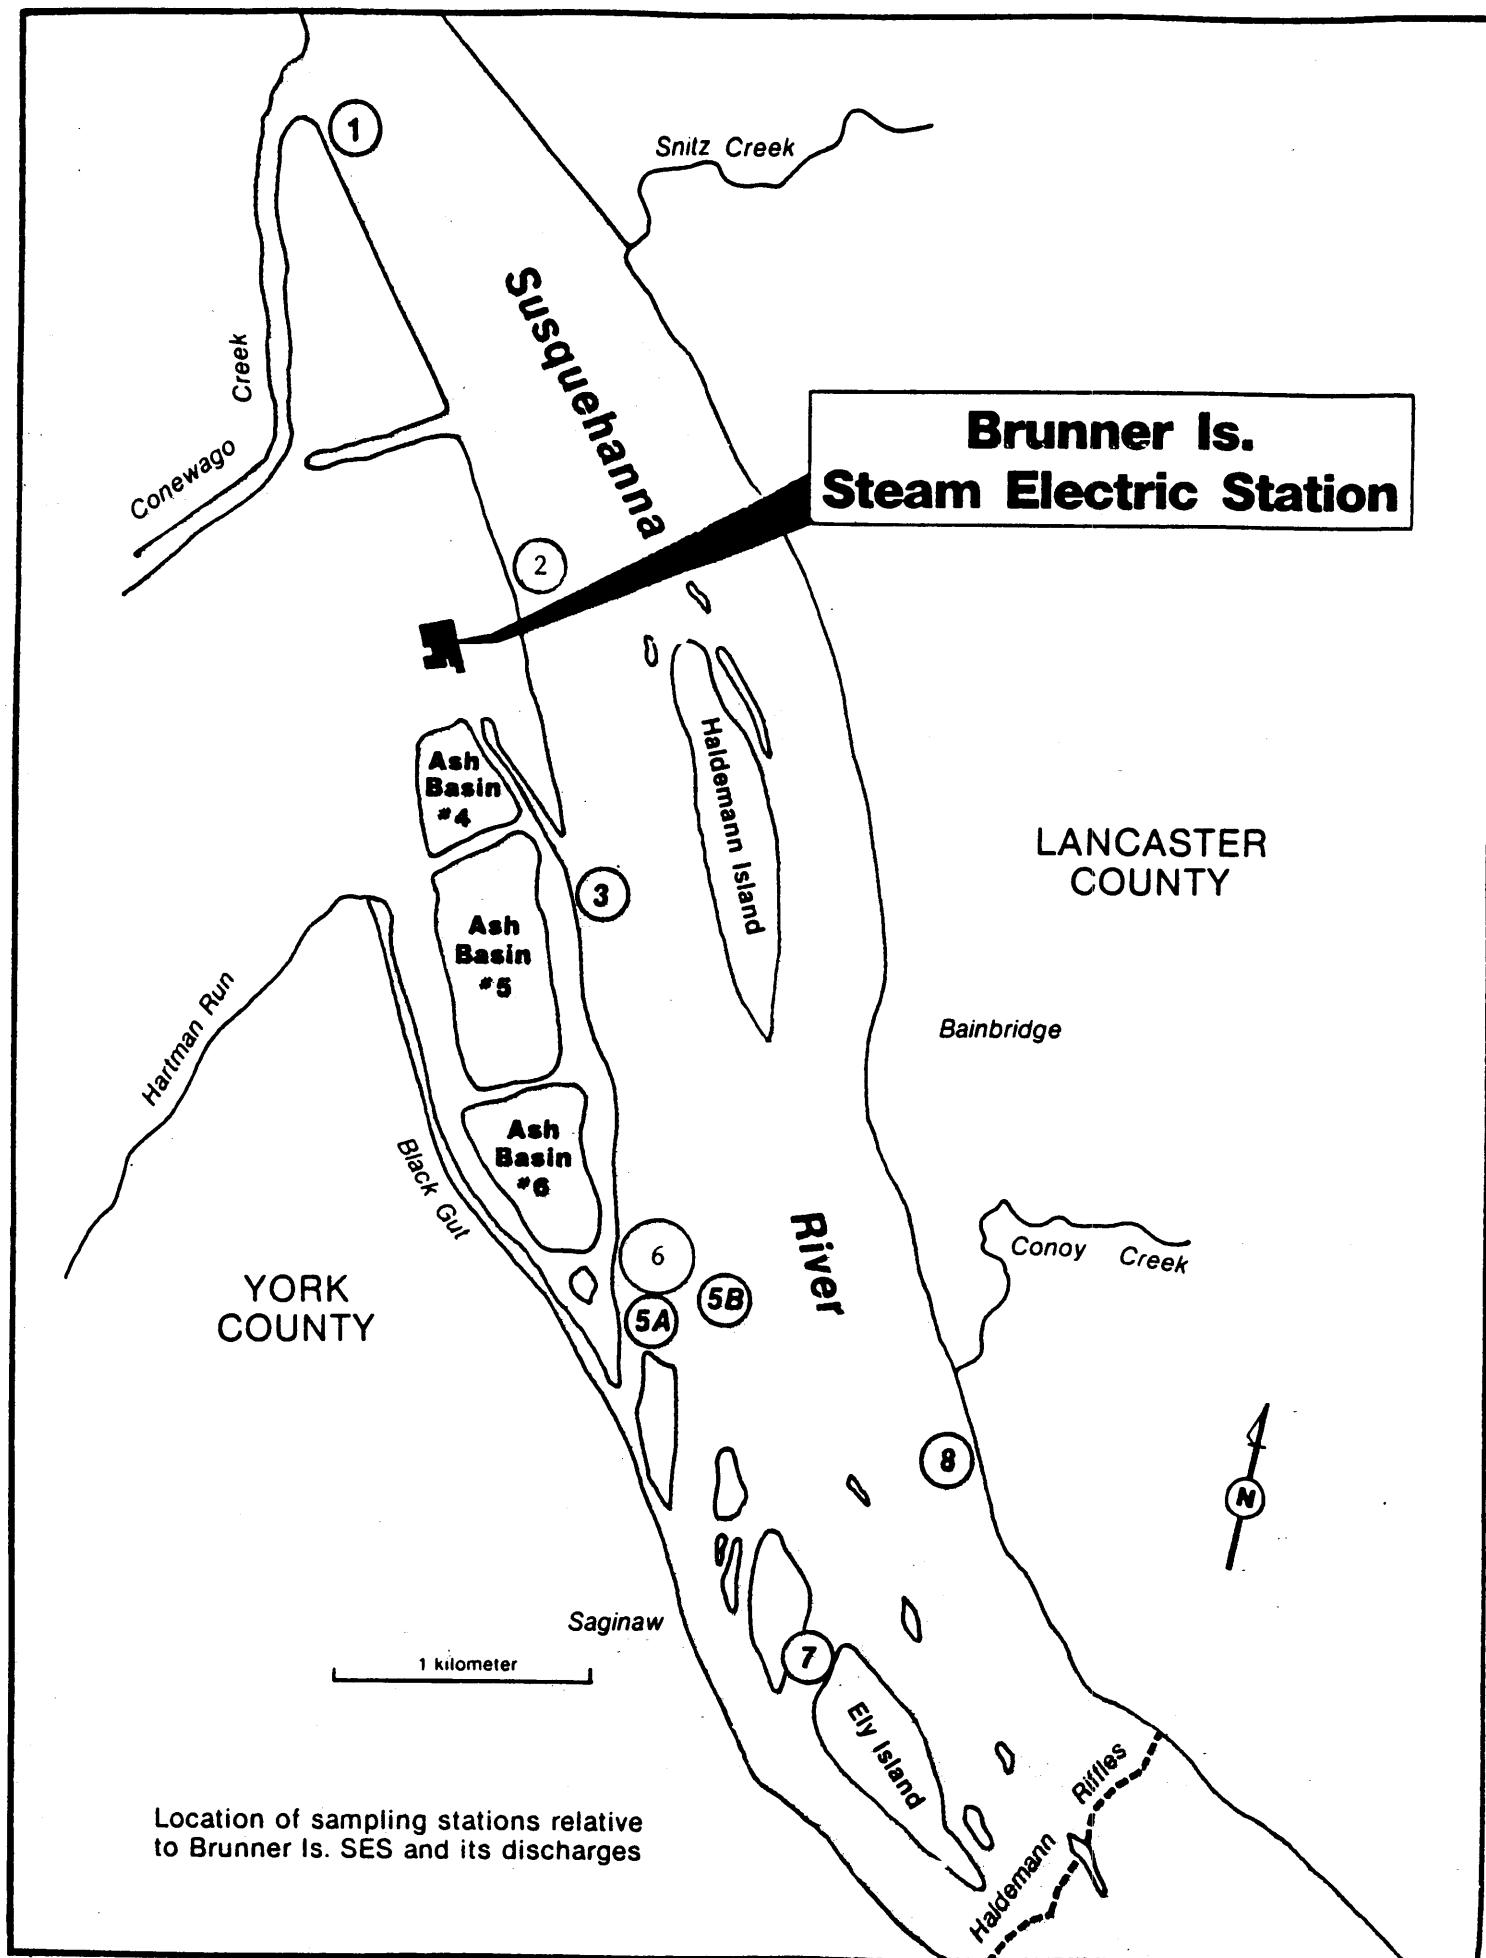 1
Snitz Creek
Susquehanna
Creek
Conewago
Brunner Is.
Steam Electric Station
2
Ash
Basin
#4
Haldemann Island
LANCASTER
COUNTY
3
Ash
Basin
#5
Hartman Run
Bainbridge
Ash
Basin
#6
Black Gut
River
6
5A
5B
Conoy Creek
YORK
COUNTY
8
N
Saginaw
7
1 kilometer
Ely Island
Haldemann Riffles
Location of sampling stations relative
to Brunner Is. SES and its discharges